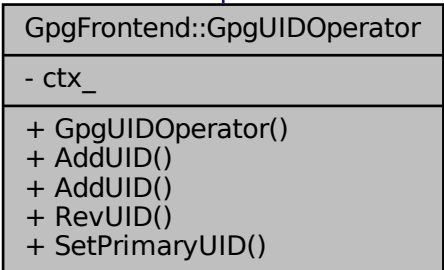 GpgFrontend::GpgUIDOperator
- ctx_
+ GpgUIDOperator()
+ AddUID()
+ AddUID()
+ RevUID()
+ SetPrimaryUID()